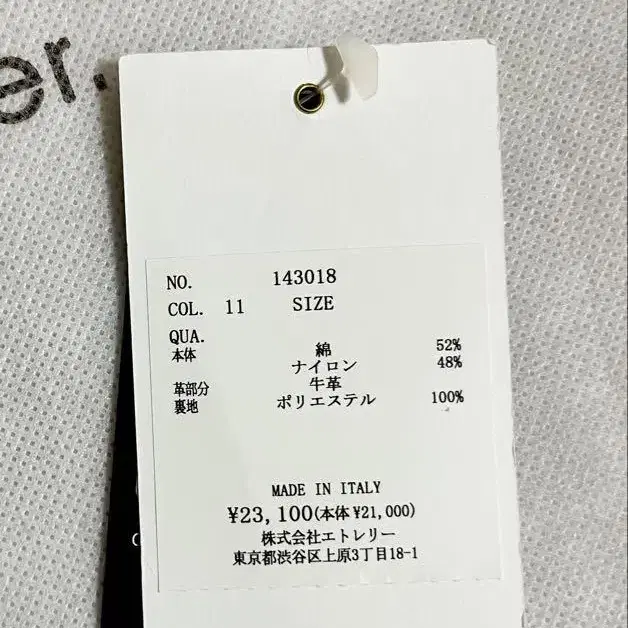 er.
NO. 143018
COL. 11 SIZE
QUA.
本体 綿 52%
ナイロン 48%
革部分 牛革
裏地 ポリエステル 100%
MADE IN ITALY
¥23,100(本体¥21,000)
株式会社エトレリー
東京都渋谷区上原3丁目18-1